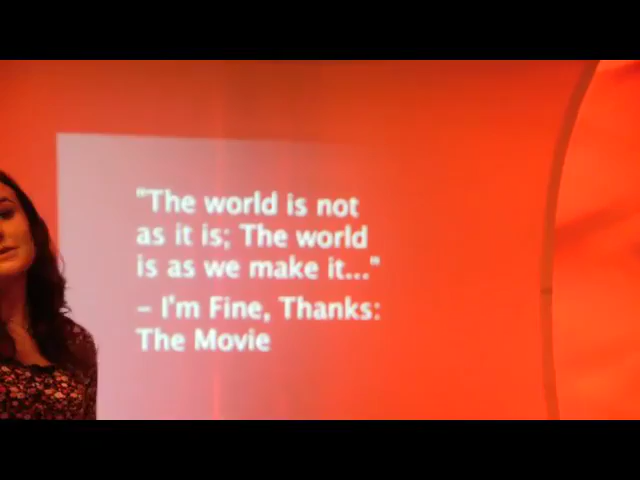 "The world is not
as it is; The world
is as we make it..."
– I'm Fine, Thanks:
The Movie